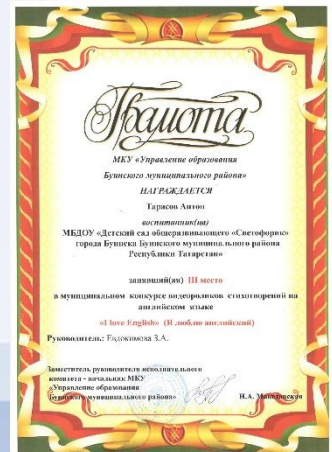 Грамота
МКУ «Управление образования
Буинского муниципального района»
НАГРАЖДАЕТСЯ
Тарасов Антон
воспитанник(ца)
МБДОУ «Детский сад общеразвивающего «Светофорик»
города Буинска Буинского муниципального района
Республики Татарстан»
занявший(ая) III место
в муниципальном конкурсе видеороликов стихотворений на
английском языке
«I love English» (Я люблю английский)
Руководитель: Евдокимова З.А.
Заместитель руководителя исполнительного
комитета - начальник МКУ
«Управление образования
Буинского муниципального района»
Н.А.